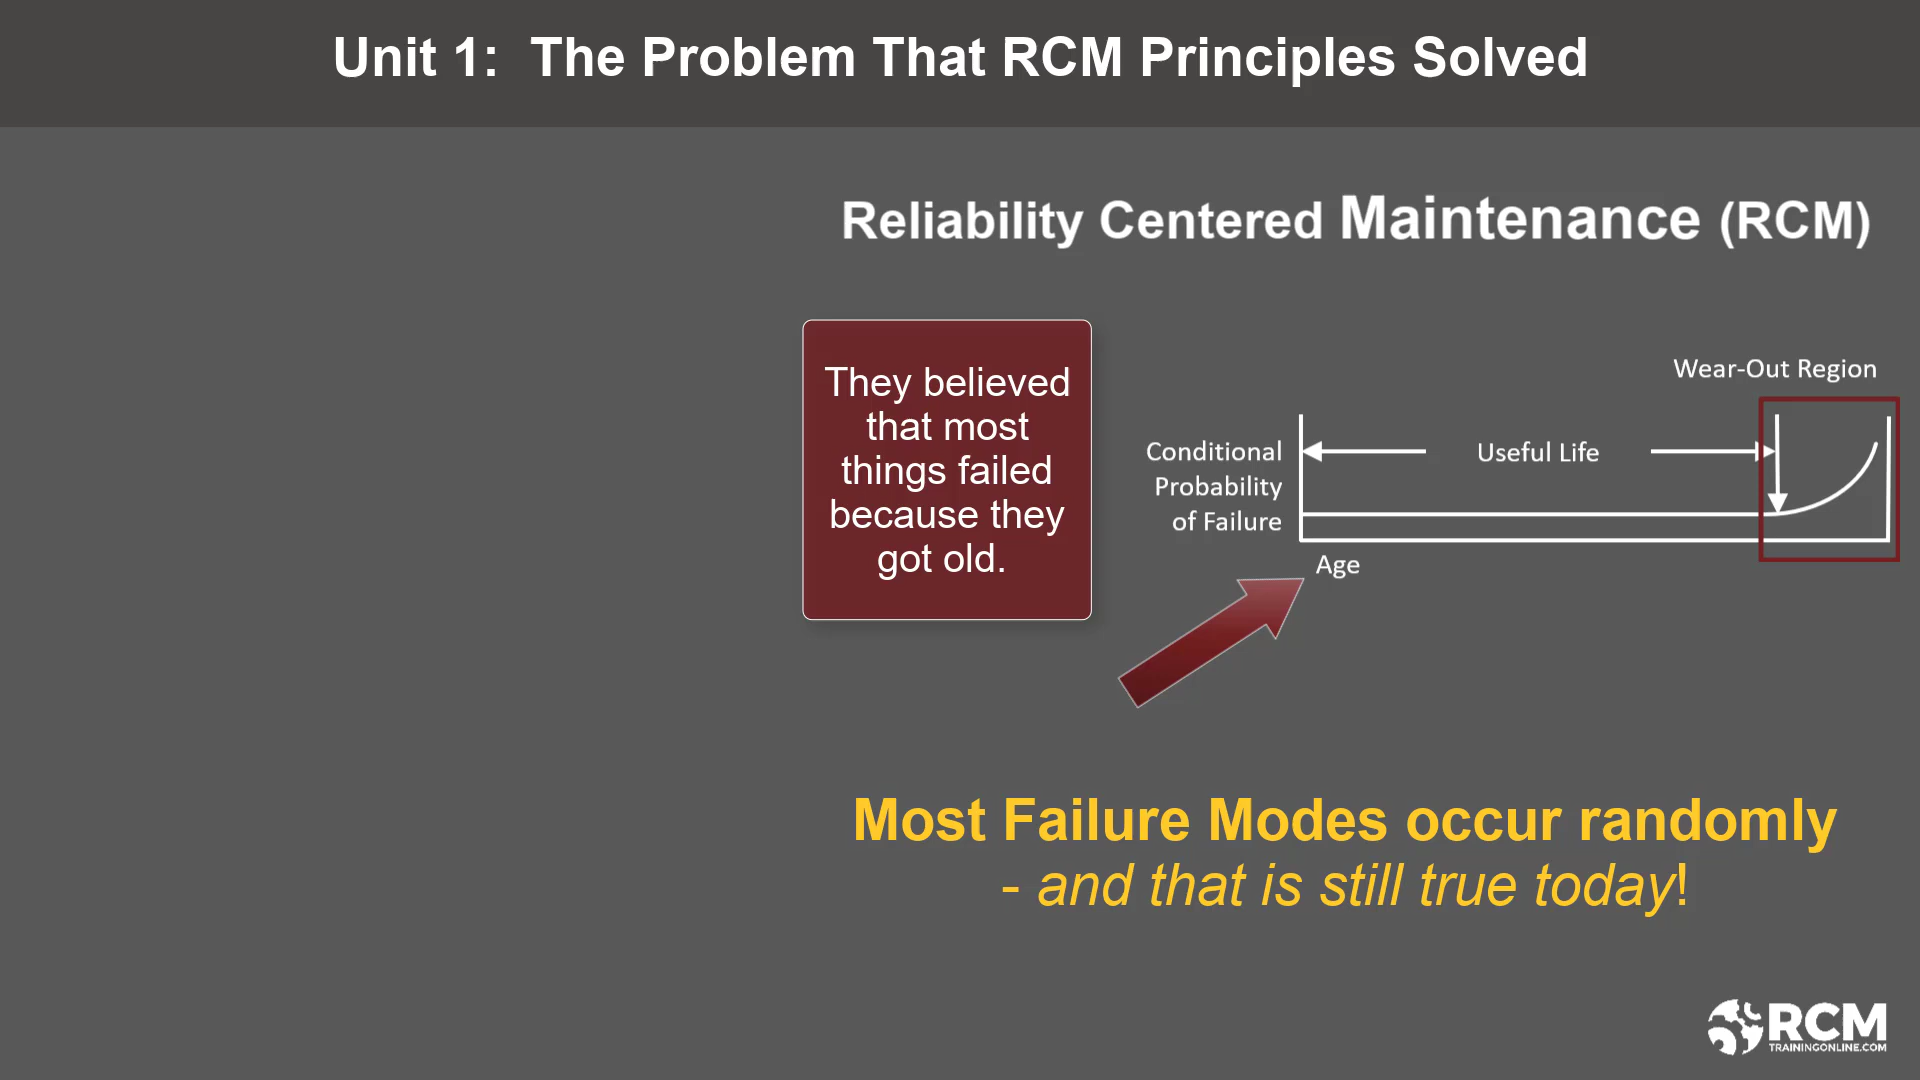 Unit 1:  The Problem That RCM Principles Solved
Reliability Centered Maintenance (RCM)
They believed
that most
things failed
because they
got old.
Wear-Out Region
Conditional
Probability
of Failure
Useful Life
Age
Most Failure Modes occur randomly
- and that is still true today!
RCM
TRAININGONLINE.COM